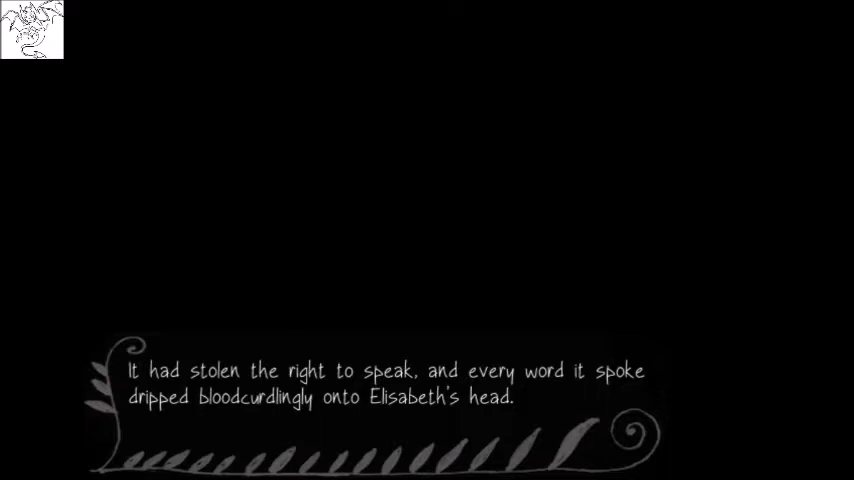 It had stolen the right to speak, and every word it spoke
dripped bloodcurdlingly onto Elisabeth's head.